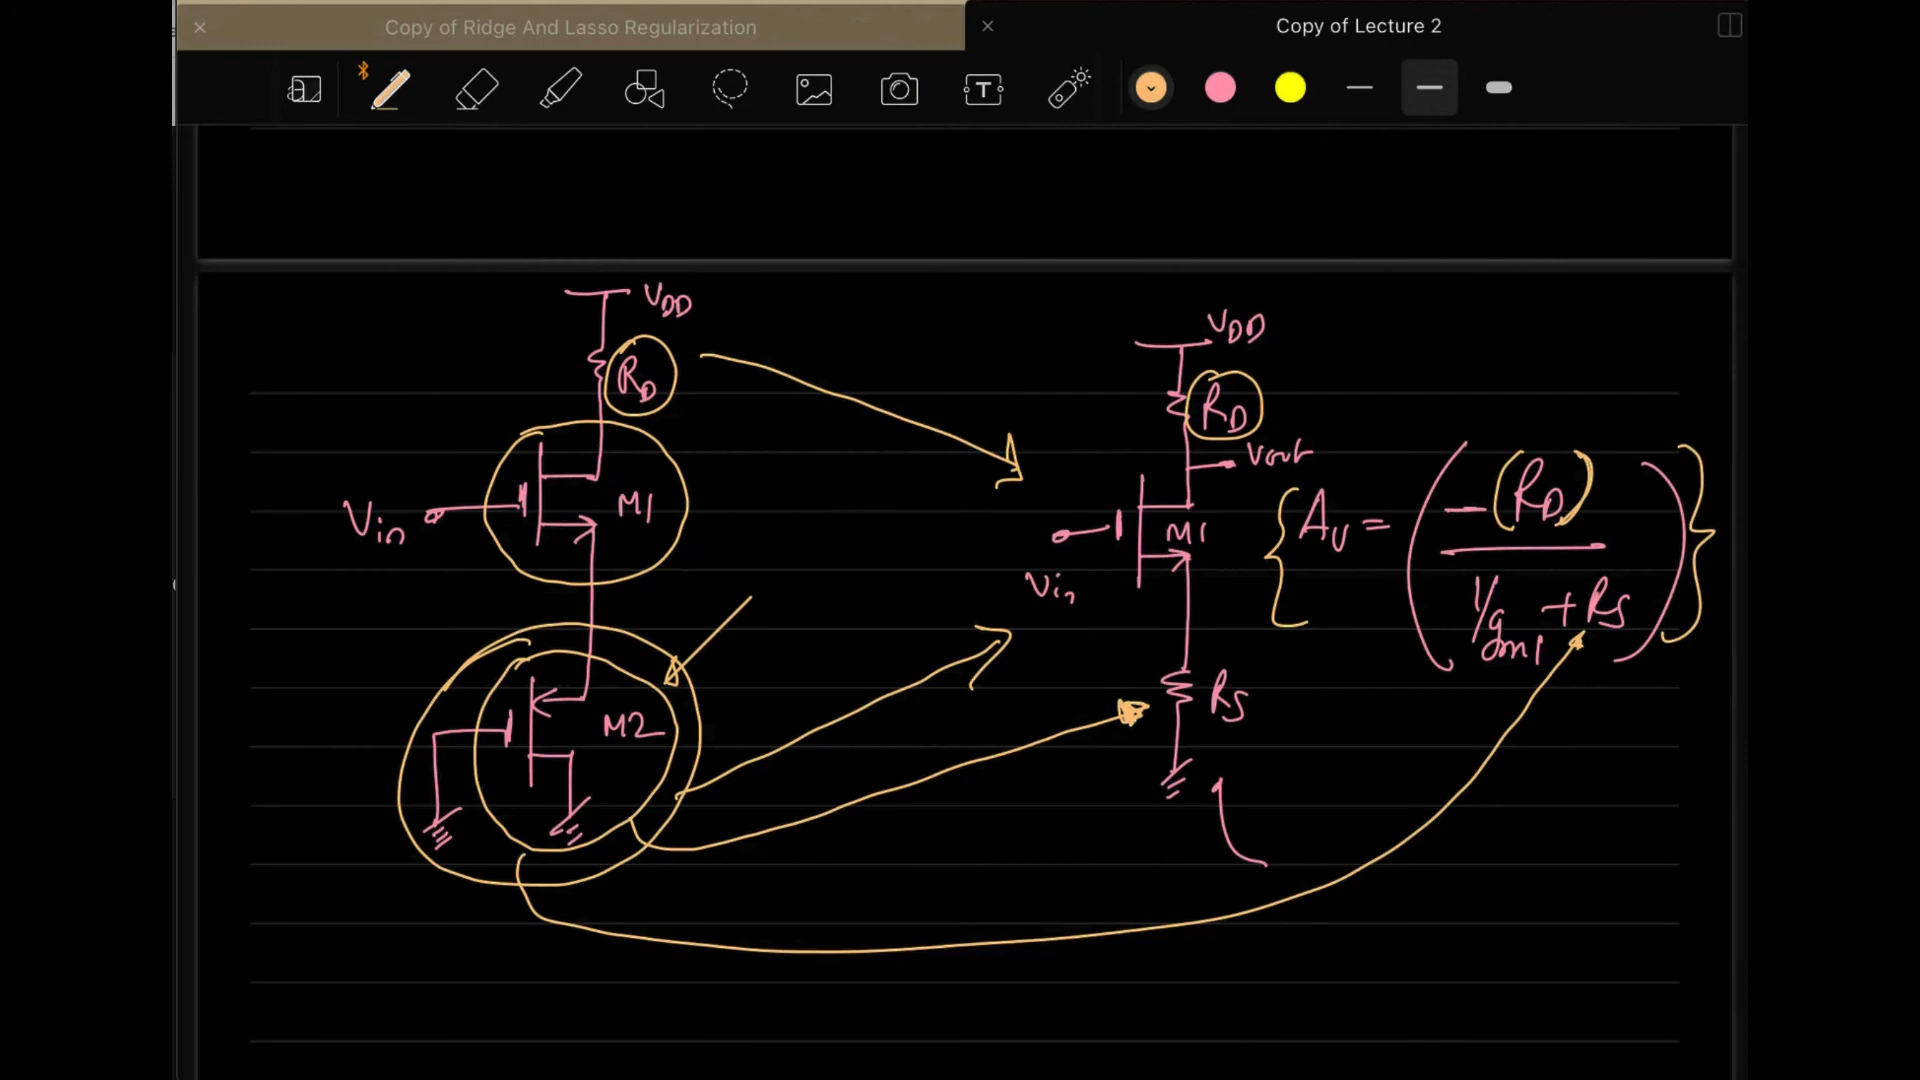 Copy of Ridge And Lasso Regularization
Copy of Lecture 2
T
VDD
RD
M1
Vin
M2
VDD
RD
Vout
M1
Vin
RS
Av = ( -(RD) / 1/gm1 + RS )